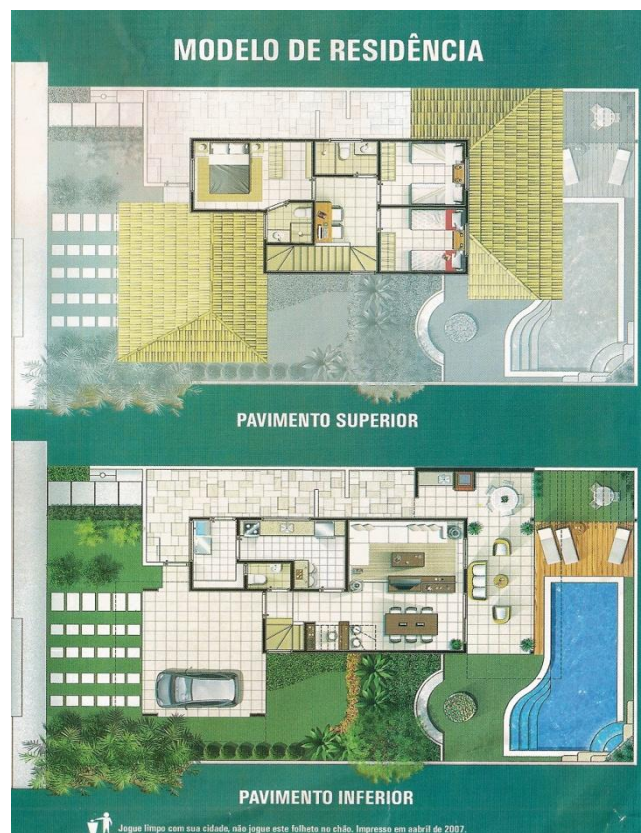 MODELO DE RESIDÊNCIA
PAVIMENTO SUPERIOR
PAVIMENTO INFERIOR
Jogue limpo com sua cidade, não jogue este folheto no chão. Impresso em aabril de 2007.